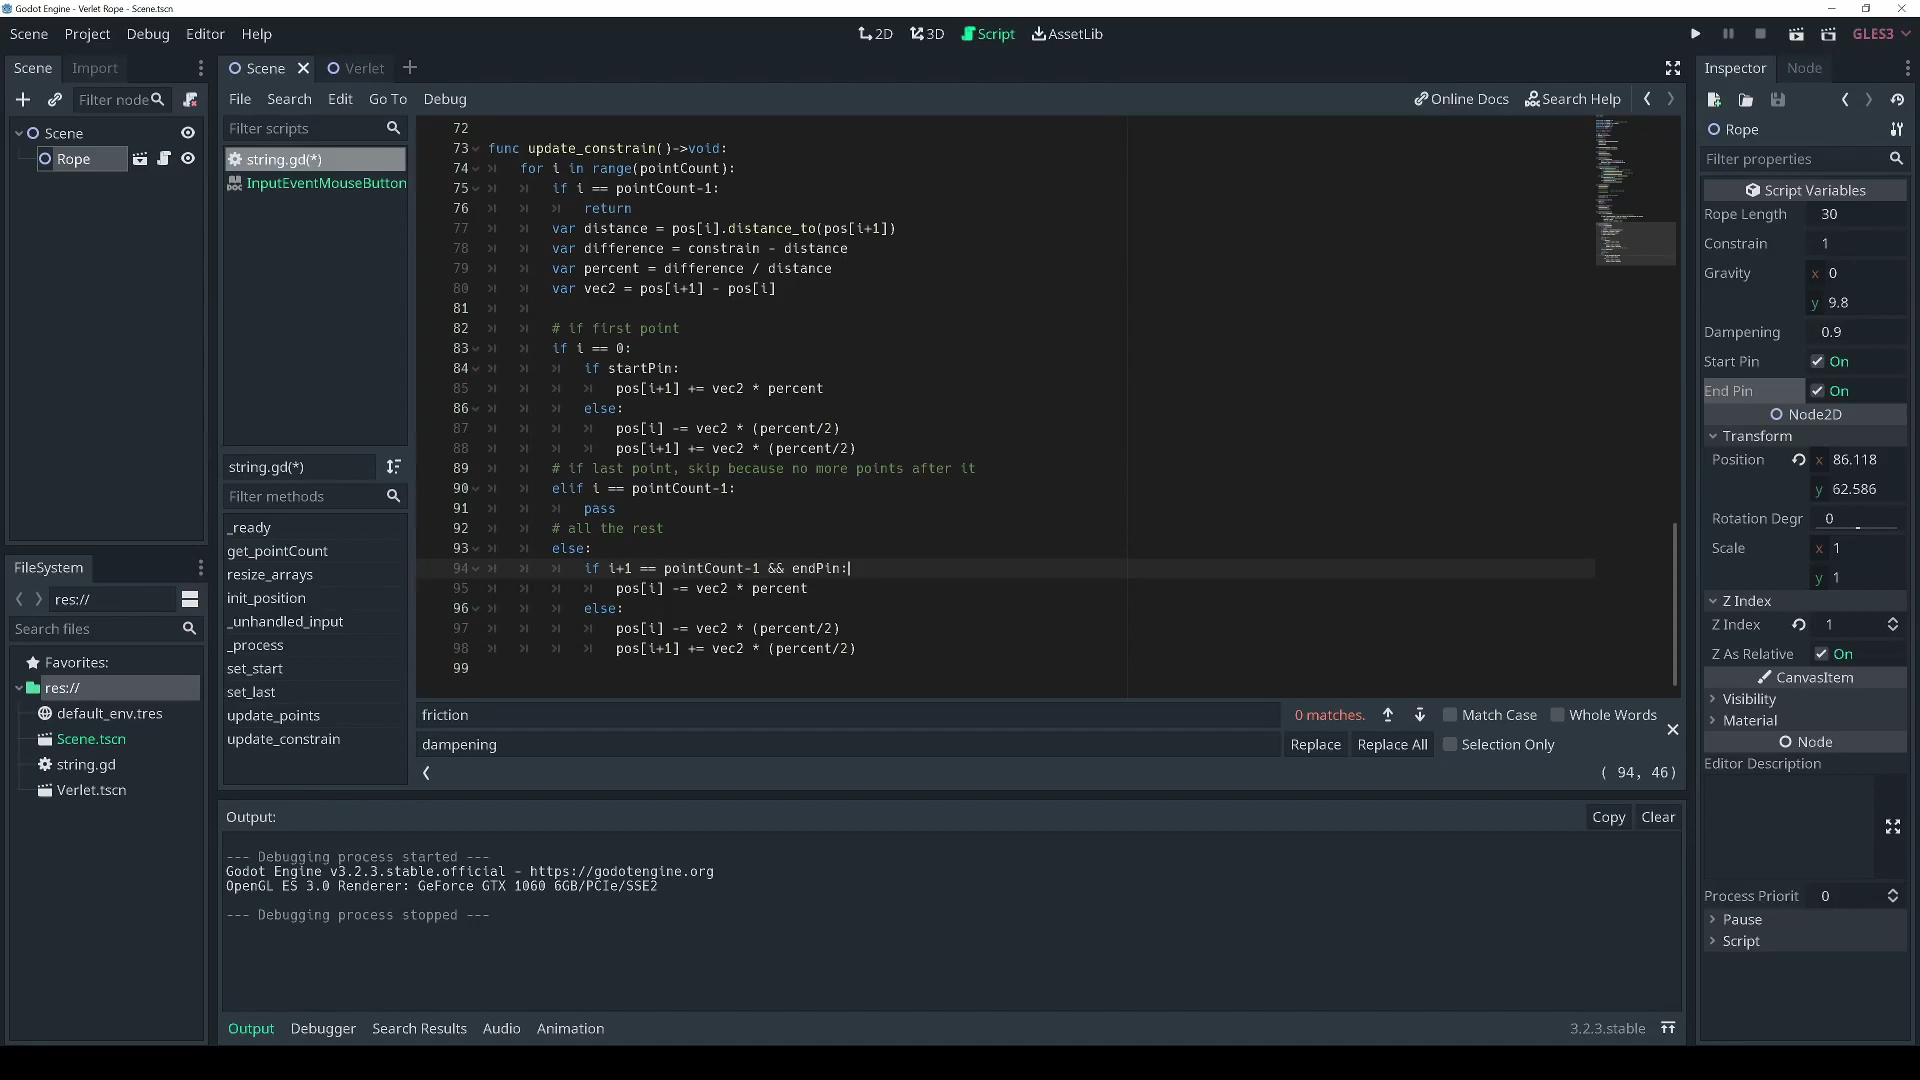 Godot Engine - Verlet Rope - Scene.tscn
Scene Project Debug Editor Help
2D 3D Script AssetLib
GLES3
Scene Import
Filter node
Scene
Rope
FileSystem
res://
Search files
Favorites:
res://
default_env.tres
Scene.tscn
string.gd
Verlet.tscn
Scene Verlet
File Search Edit Go To Debug
Online Docs Search Help
Filter scripts
string.gd(*)
InputEventMouseButton
string.gd(*)
Filter methods
_ready
get_pointCount
resize_arrays
init_position
_unhandled_input
_process
set_start
set_last
update_points
update_constrain
72
73 func update_constrain()->void:
74 for i in range(pointCount):
75 if i == pointCount-1:
76 return
77 var distance = pos[i].distance_to(pos[i+1])
78 var difference = constrain - distance
79 var percent = difference / distance
80 var vec2 = pos[i+1] - pos[i]
81
82 # if first point
83 if i == 0:
84 if startPin:
85 pos[i+1] += vec2 * percent
86 else:
87 pos[i] -= vec2 * (percent/2)
88 pos[i+1] += vec2 * (percent/2)
89 # if last point, skip because no more points after it
90 elif i == pointCount-1:
91 pass
92 # all the rest
93 else:
94 if i+1 == pointCount-1 && endPin:
95 pos[i] -= vec2 * percent
96 else:
97 pos[i] -= vec2 * (percent/2)
98 pos[i+1] += vec2 * (percent/2)
99
friction 0 matches. Match Case Whole Words
dampening Replace Replace All Selection Only
( 94, 46)
Output: Copy Clear
--- Debugging process started ---
Godot Engine v3.2.3.stable.official - https://godotengine.org
OpenGL ES 3.0 Renderer: GeForce GTX 1060 6GB/PCIe/SSE2
--- Debugging process stopped ---
Output Debugger Search Results Audio Animation
3.2.3.stable
Inspector Node
Rope
Filter properties
Script Variables
Rope Length 30
Constrain 1
Gravity x 0
y 9.8
Dampening 0.9
Start Pin On
End Pin On
Node2D
Transform
Position x 86.118
y 62.586
Rotation Degr 0
Scale x 1
y 1
Z Index
Z Index 1
Z As Relative On
CanvasItem
Visibility
Material
Node
Editor Description
Process Priorit 0
Pause
Script